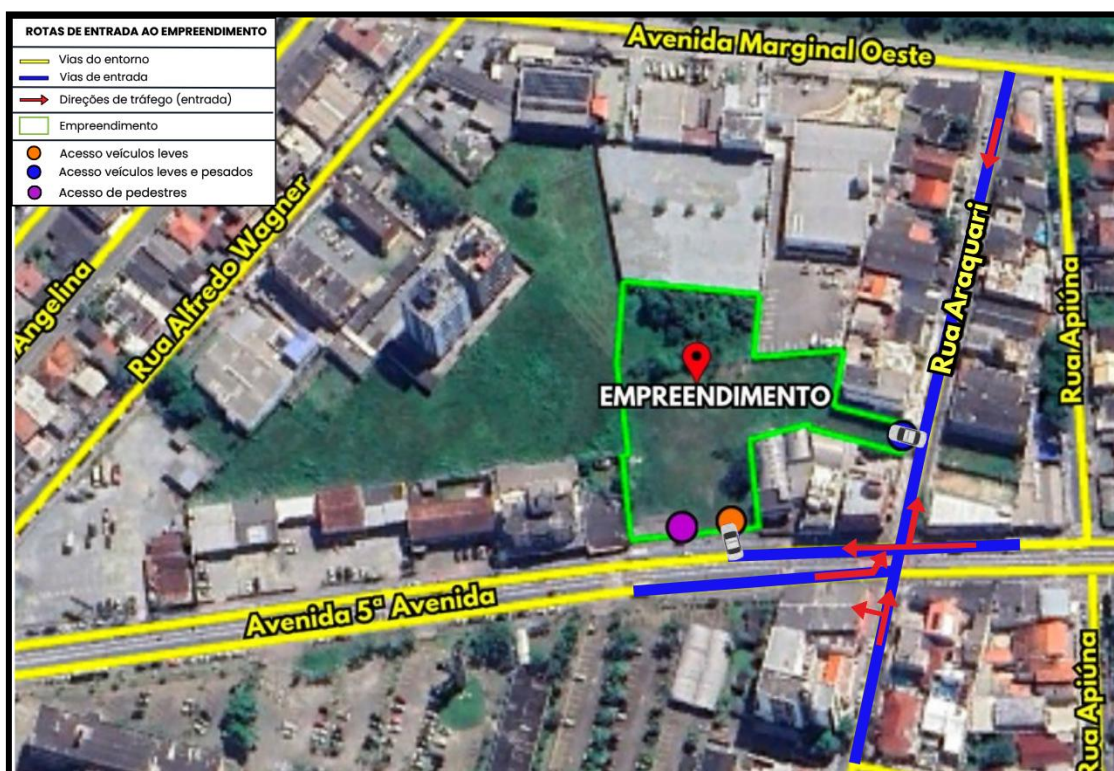 ROTAS DE ENTRADA AO EMPREENDIMENTO
Vias do entorno
Vias de entrada
Direções de tráfego (entrada)
Empreendimento
Acesso veículos leves
Acesso veículos leves e pesados
Acesso de pedestres
Avenida Marginal Oeste
Angelina
Rua Alfredo Wagner
Rua Araquari
Rua Apiúna
EMPREENDIMENTO
Avenida 5ª Avenida
Rua Apiúna